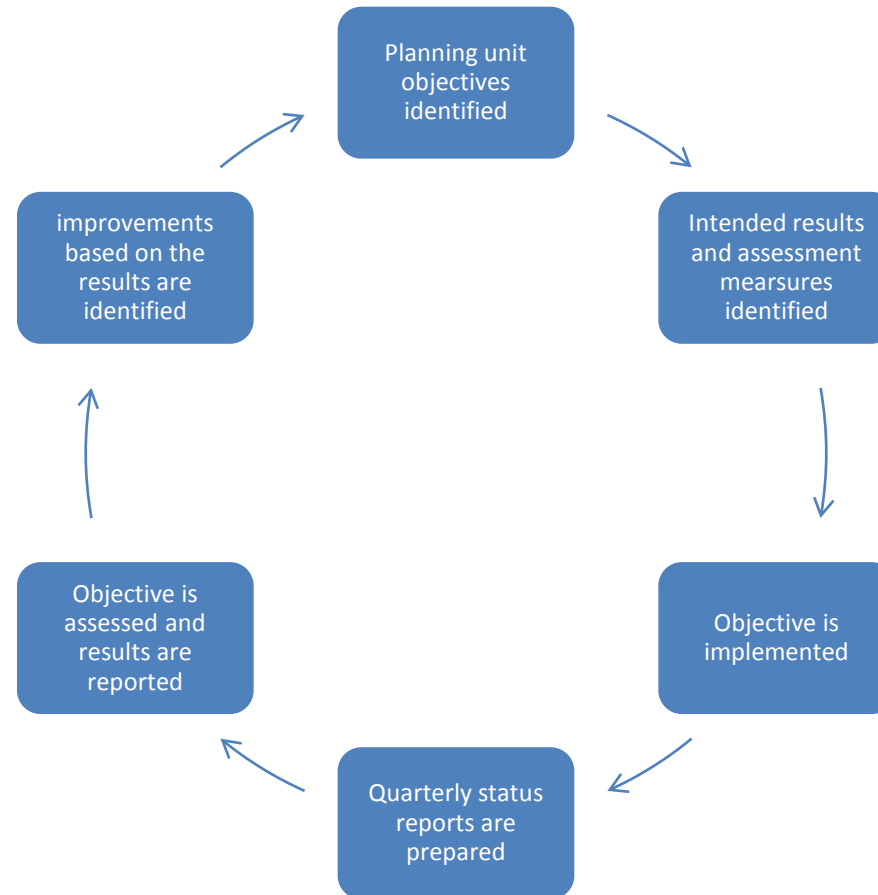 Planning unit
objectives
identified
Intended results
and assessment
mearsures
identified
Objective is
implemented
Quarterly status
reports are
prepared
Objective is
assessed and
results are
reported
improvements
based on the
results are
identified